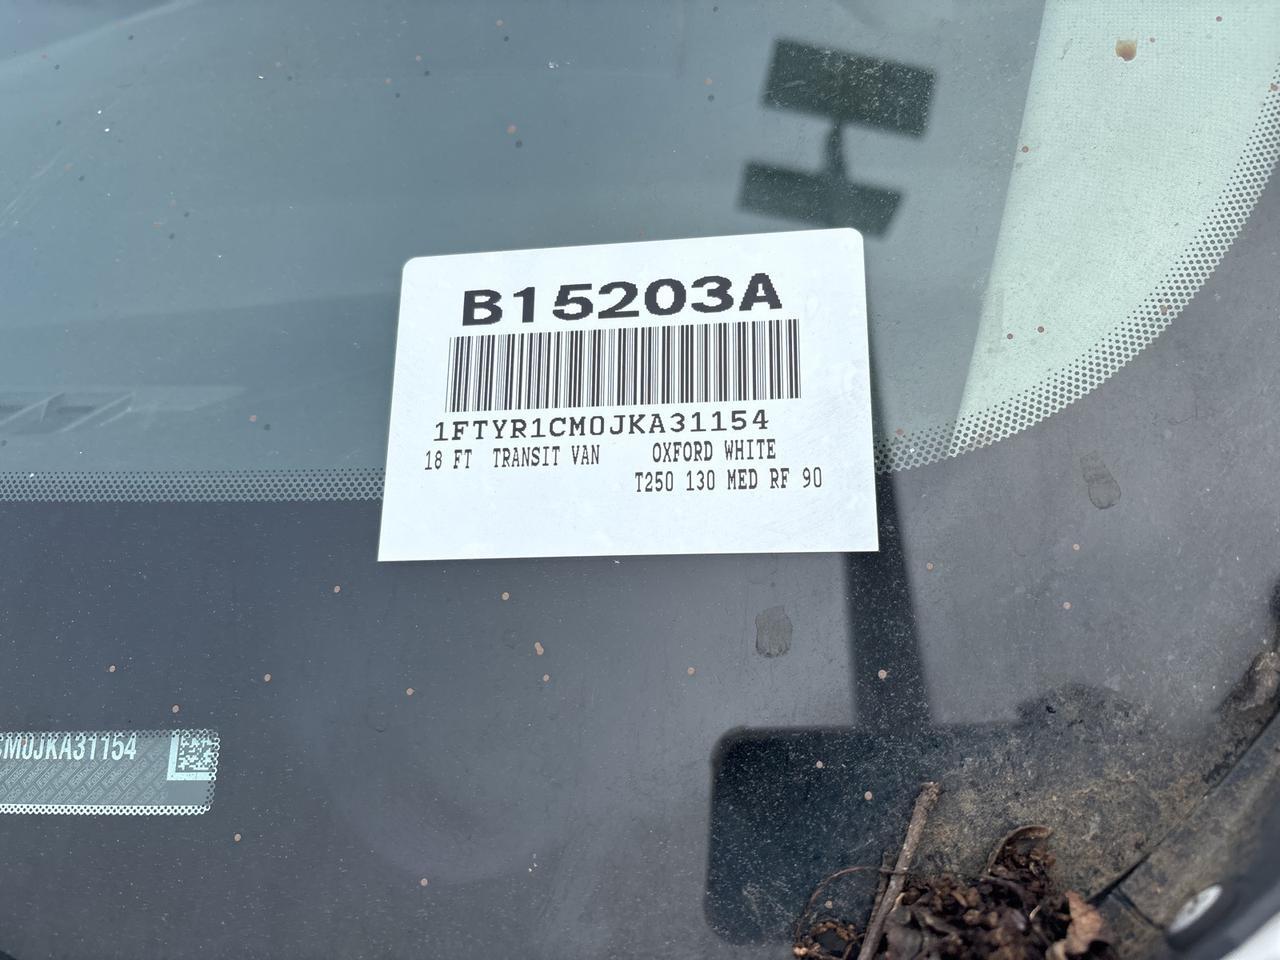 B15203A
1FTYR1CM0JKA31154
18 FT TRANSIT VAN OXFORD WHITE
T250 130 MED RF 90
CM0JKA31154